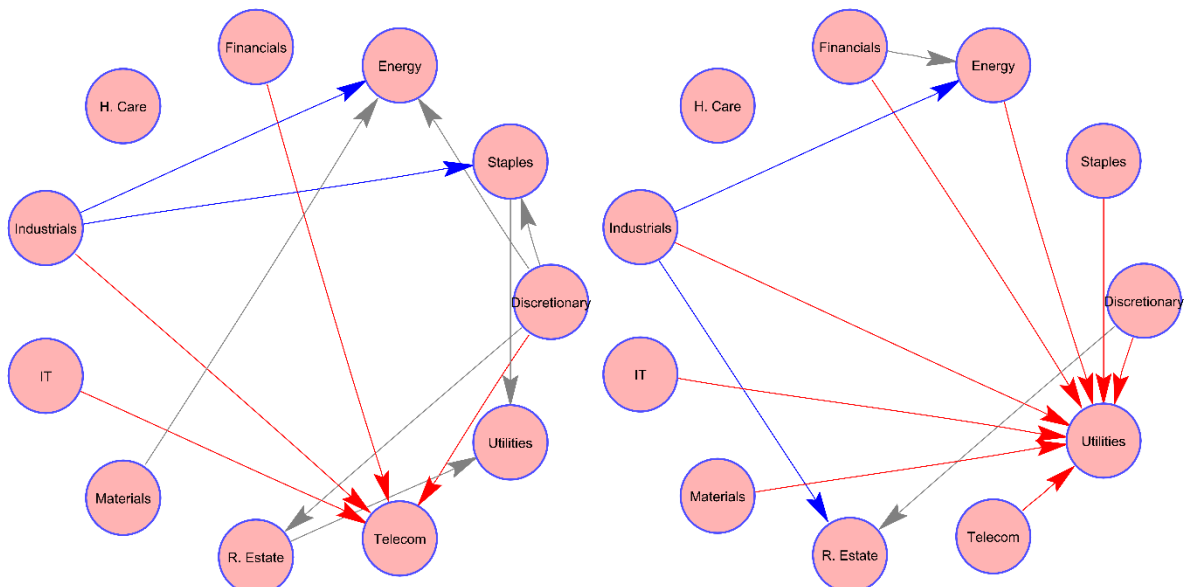 Financials
Energy
H. Care
Staples
Industrials
Discretionary
IT
Utilities
Materials
Telecom
R. Estate
Financials
Energy
H. Care
Staples
Industrials
Discretionary
IT
Utilities
Materials
Telecom
R. Estate